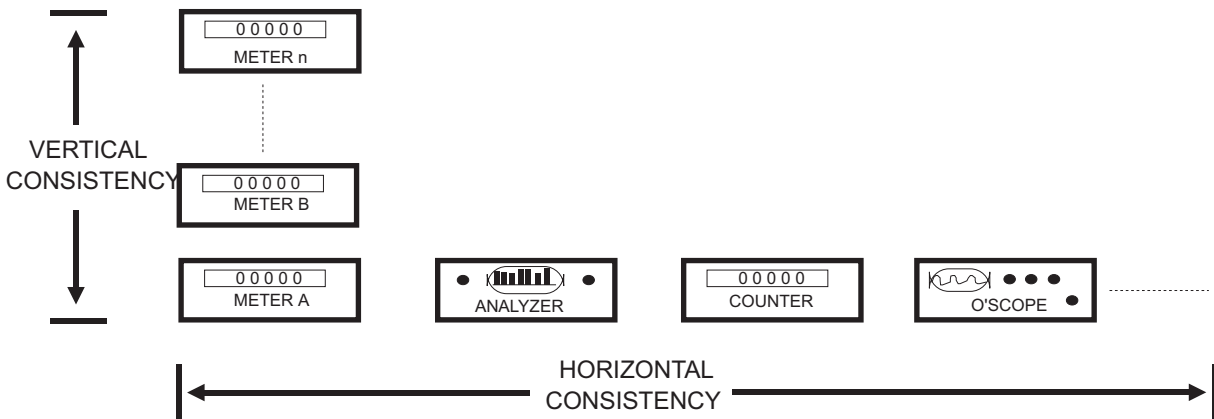 00000
METER n
VERTICAL
CONSISTENCY
00000
METER B
00000
METER A
ANALYZER
00000
COUNTER
O'SCOPE
HORIZONTAL
CONSISTENCY